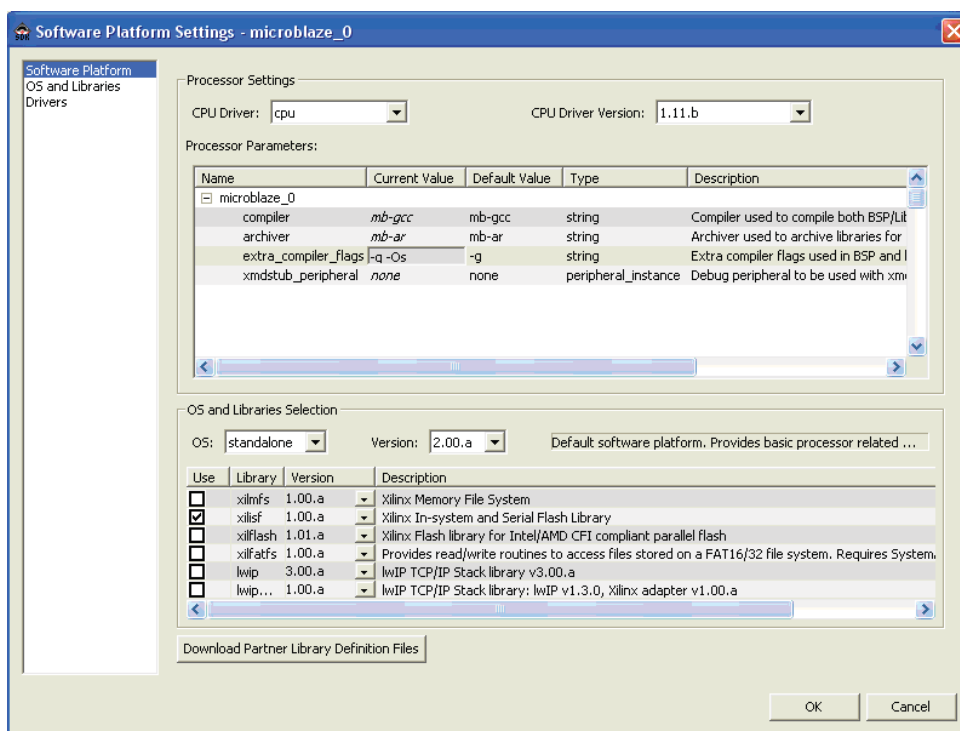 Software Platform Settings - microblaze_0
Software Platform
OS and Libraries
Drivers
Processor Settings
CPU Driver: cpu CPU Driver Version: 1.11.b
Processor Parameters:
Name Current Value Default Value Type Description
microblaze_0
compiler mb-gcc mb-gcc string Compiler used to compile both BSP/Lib
archiver mb-ar mb-ar string Archiver used to archive libraries for
extra_compiler_flags -g -Os -g string Extra compiler flags used in BSP and l
xmdstub_peripheral none none peripheral_instance Debug peripheral to be used with xm
OS and Libraries Selection
OS: standalone Version: 2.00.a Default software platform. Provides basic processor related ...
Use Library Version Description
xilmfs 1.00.a Xilinx Memory File System
xilisf 1.00.a Xilinx In-system and Serial Flash Library
xilflash 1.01.a Xilinx Flash library for Intel/AMD CFI compliant parallel flash
xilfatfs 1.00.a Provides read/write routines to access files stored on a FAT16/32 file system. Requires System
lwip 3.00.a lwIP TCP/IP Stack library v3.00.a
lwip... 1.00.a lwIP TCP/IP Stack library: lwIP v1.3.0, Xilinx adapter v1.00.a
Download Partner Library Definition Files
OK Cancel